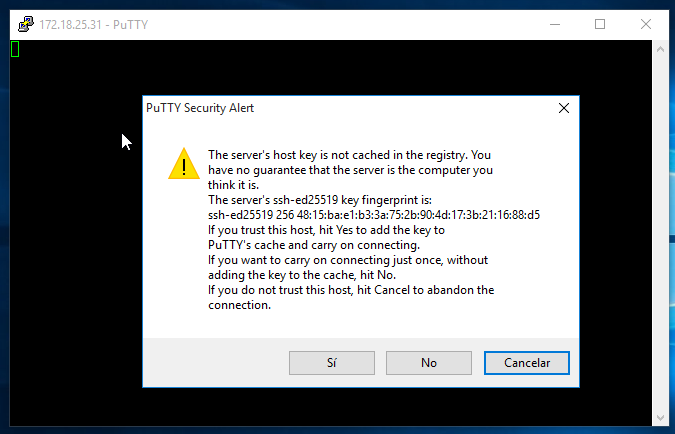 172.18.25.31 - PuTTY
PuTTY Security Alert
The server's host key is not cached in the registry. You
have no guarantee that the server is the computer you
think it is.
The server's ssh-ed25519 key fingerprint is:
ssh-ed25519 256 48:15:ba:e1:b3:3a:75:2b:90:4d:17:3b:21:16:88:d5
If you trust this host, hit Yes to add the key to
PuTTY's cache and carry on connecting.
If you want to carry on connecting just once, without
adding the key to the cache, hit No.
If you do not trust this host, hit Cancel to abandon the
connection.
Sí
No
Cancelar